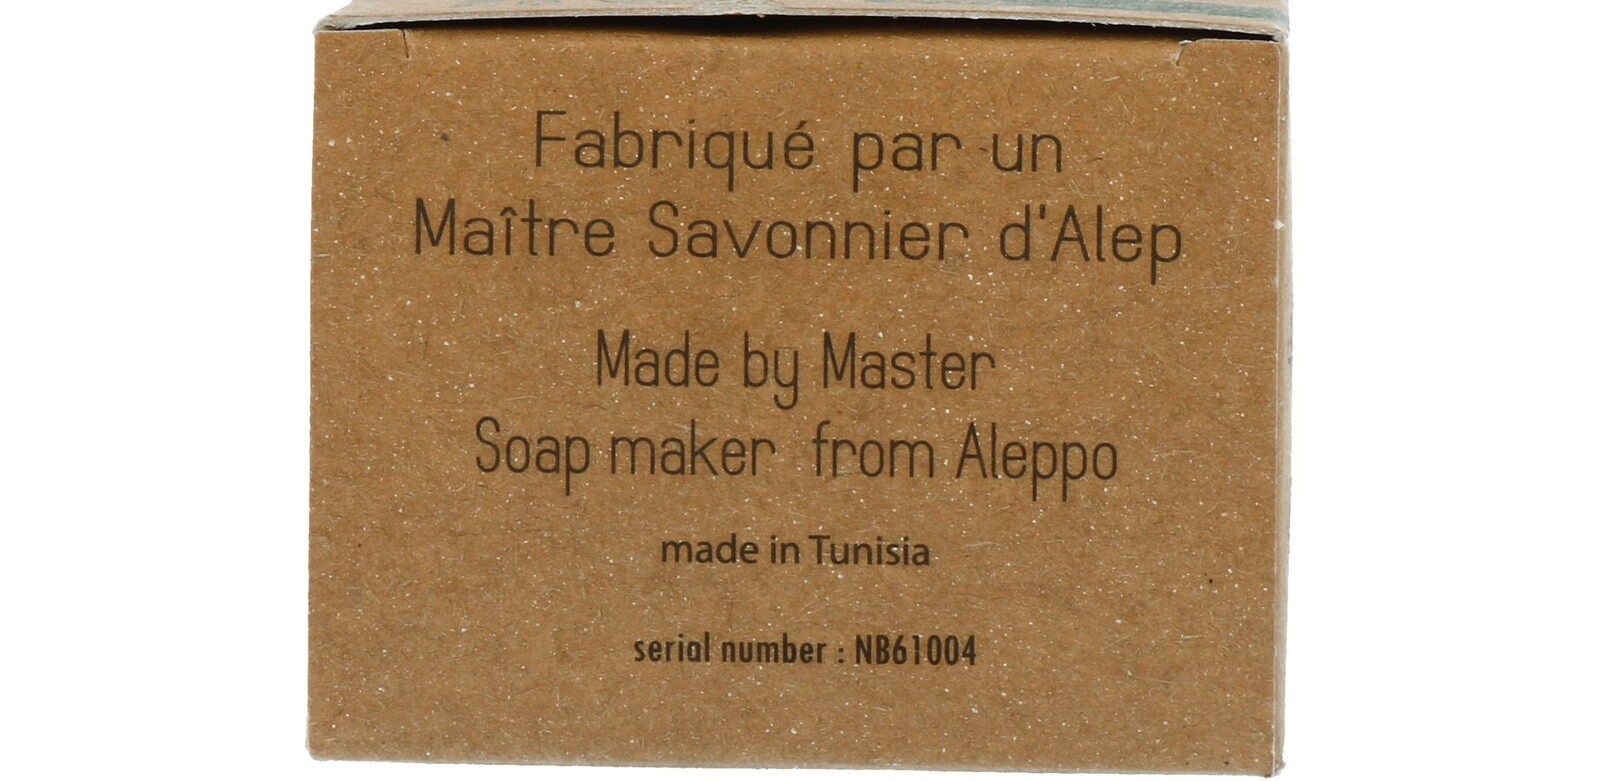 Fabriqué par un
Maître Savonnier d'Alep
Made by Master
Soap maker from Aleppo
made in Tunisia
serial number : NB61004